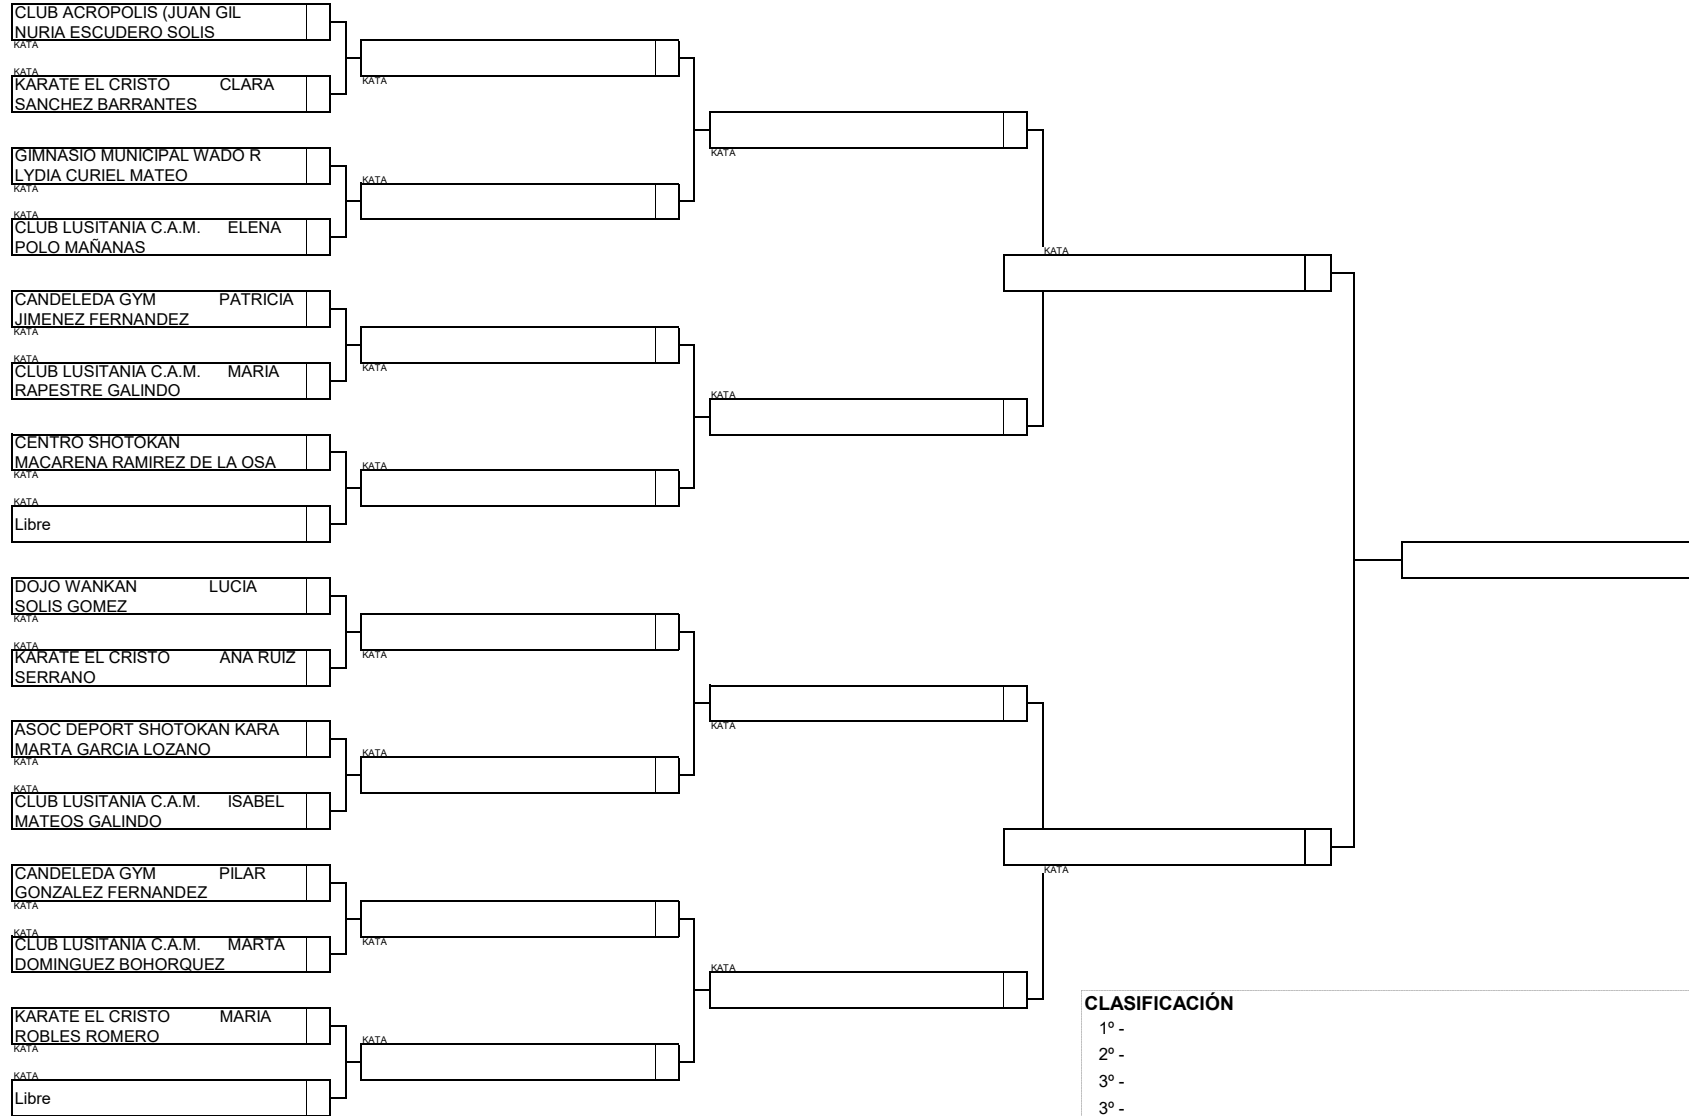 CLUB ACROPOLIS (JUAN GIL
NURIA ESCUDERO SOLIS
KATA
KATA
KARATE EL CRISTO CLARA
SANCHEZ BARRANTES
GIMNASIO MUNICIPAL WADO R
LYDIA CURIEL MATEO
KATA
KATA
CLUB LUSITANIA C.A.M. ELENA
POLO MAÑANAS
CANDELEDA GYM PATRICIA
JIMENEZ FERNANDEZ
KATA
KATA
CLUB LUSITANIA C.A.M. MARIA
RAPESTRE GALINDO
CENTRO SHOTOKAN
MACARENA RAMIREZ DE LA OSA
KATA
KATA
Libre
DOJO WANKAN LUCIA
SOLIS GOMEZ
KATA
KATA
KARATE EL CRISTO ANA RUIZ
SERRANO
ASOC DEPORT SHOTOKAN KARA
MARTA GARCIA LOZANO
KATA
KATA
CLUB LUSITANIA C.A.M. ISABEL
MATEOS GALINDO
CANDELEDA GYM PILAR
GONZALEZ FERNANDEZ
KATA
KATA
CLUB LUSITANIA C.A.M. MARTA
DOMINGUEZ BOHORQUEZ
KARATE EL CRISTO MARIA
ROBLES ROMERO
KATA
KATA
Libre
KATA
KATA
KATA
KATA
KATA
KATA
KATA
KATA
KATA
KATA
KATA
KATA
KATA
KATA
CLASIFICACIÓN
1º -
2º -
3º -
3º -